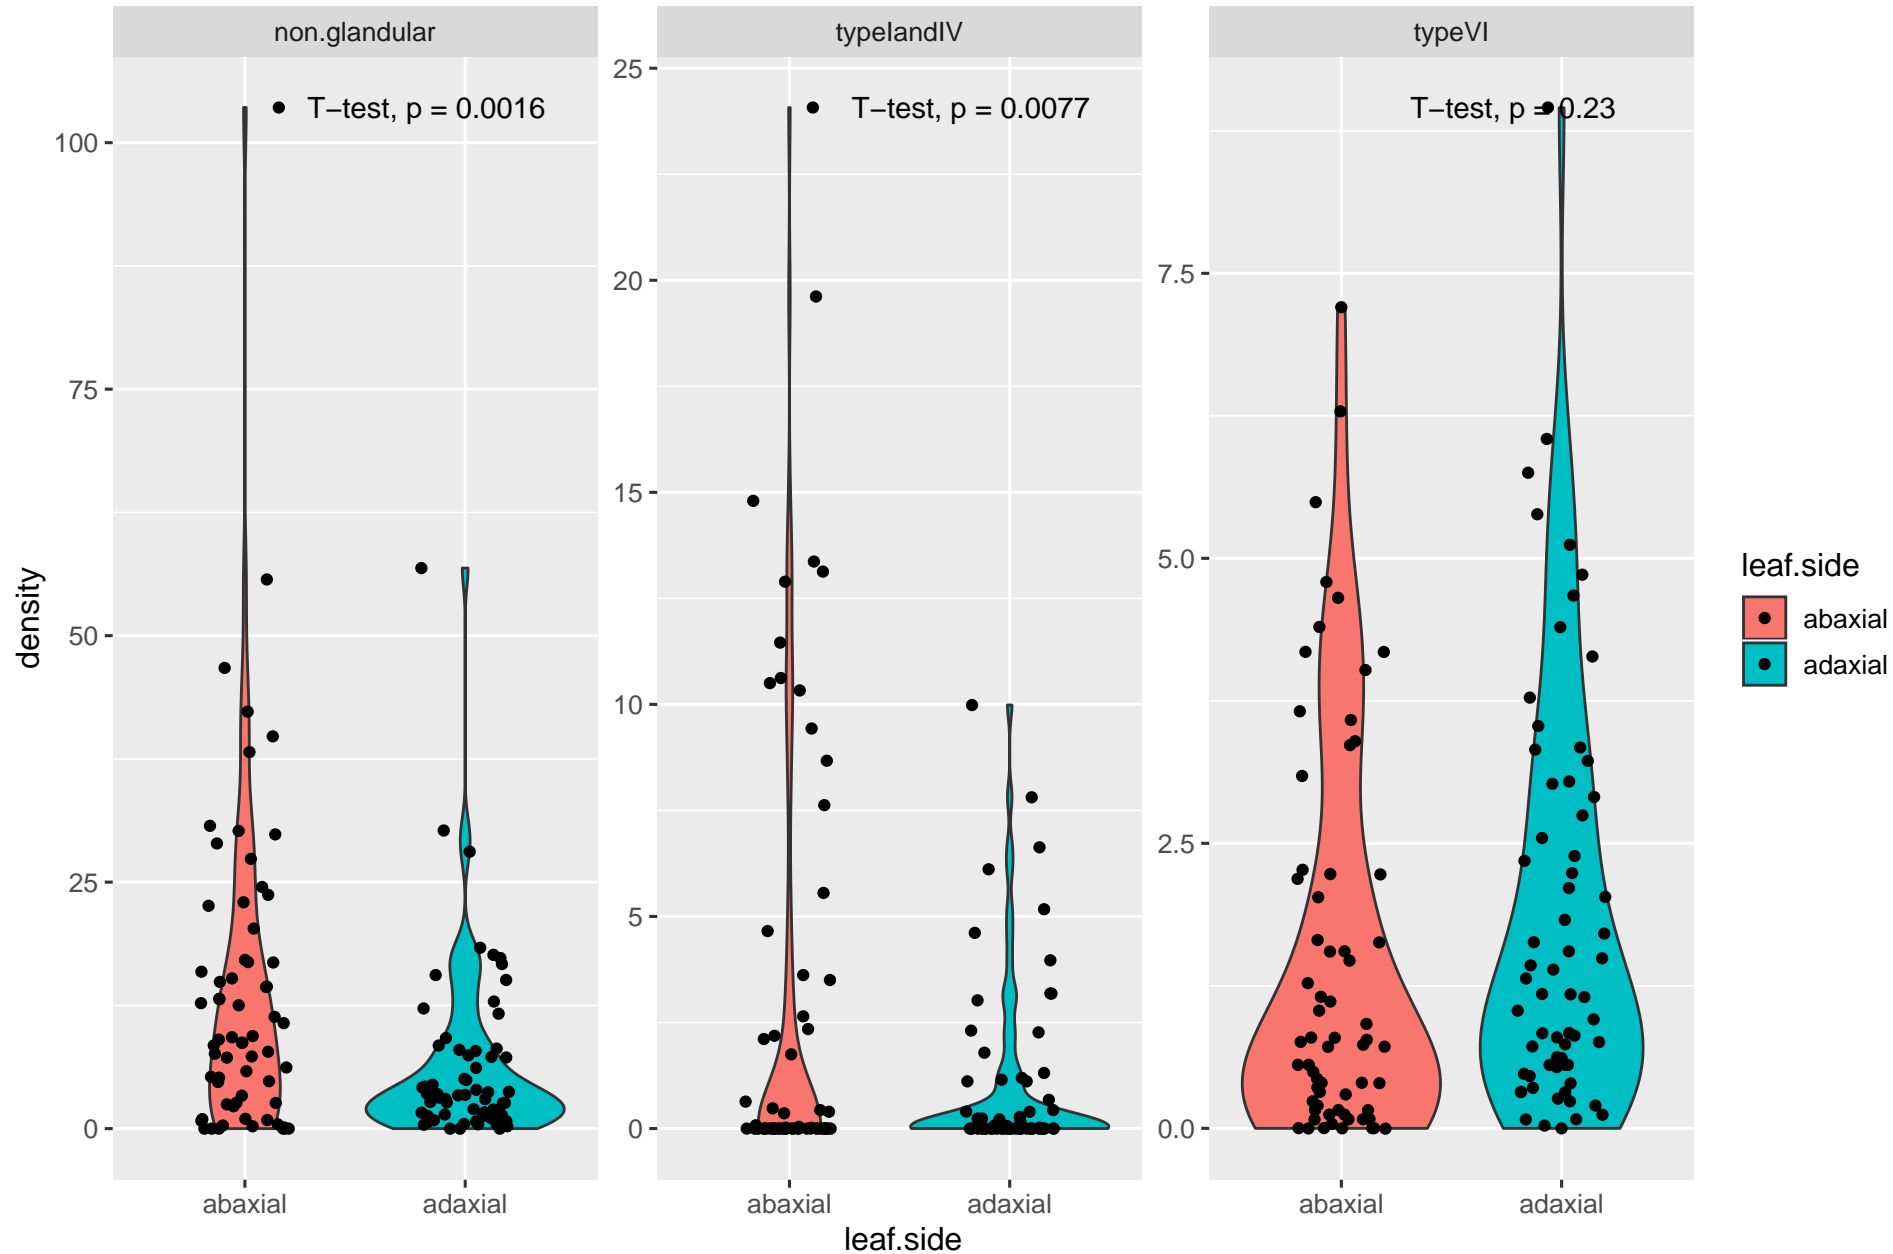 non.glandular
typeIandIV
typeVI
T−test, p = 0.0016
T−test, p = 0.0077
T−test, p = 0.23
100
75
50
25
0
25
20
15
10
5
0
7.5
5.0
2.5
0.0
density
abaxial
adaxial
abaxial
adaxial
abaxial
adaxial
leaf.side
leaf.side
abaxial
adaxial